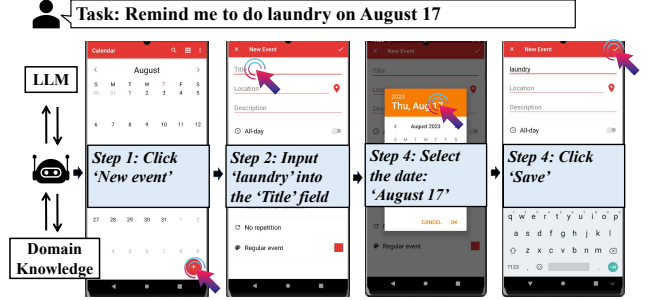 Task: Remind me to do laundry on August 17
LLM
Domain
Knowledge
Calendar
August
S M T W T F S
30 31 1 2 3 4 5
6 7 8 9 10 11 12
Step 1: Click
‘New event’
27 28 29 30 31 1 2
3 4 5 6 7 8 9
New Event
Title
Location
Description
All-day
Step 2: Input
‘laundry’ into
the ‘Title’ field
No repetition
Regular event
New Event
Title
2023
Thu, Aug 17
August 2023
S M T W T F S
Step 4: Select
the date:
‘August 17’
CANCEL OK
Regular event
New Event
laundry
Location
Description
All-day
Step 4: Click
‘Save’
q w e r t y u i o p
a s d f g h j k l
z x c v b n m
?123 , .